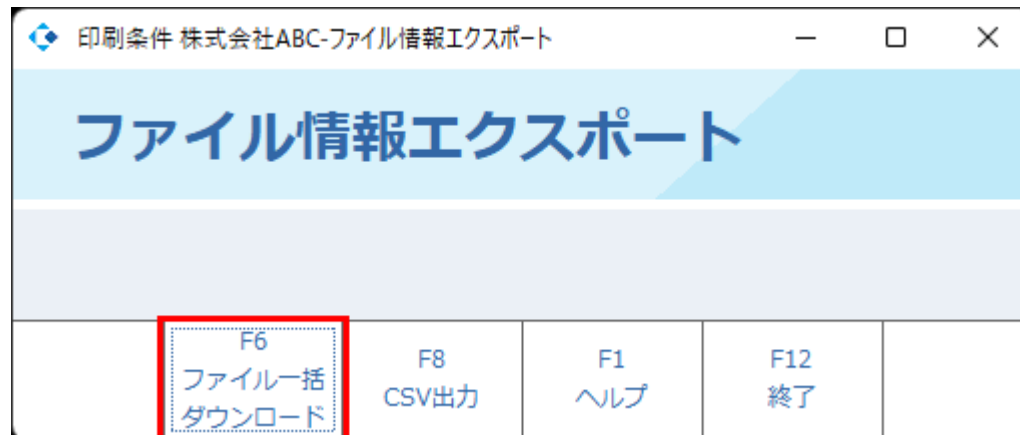 印刷条件 株式会社ABC-ファイル情報エクスポート
ファイル情報エクスポート
F6
ファイル一括
ダウンロード
F8
CSV出力
F1
ヘルプ
F12
終了